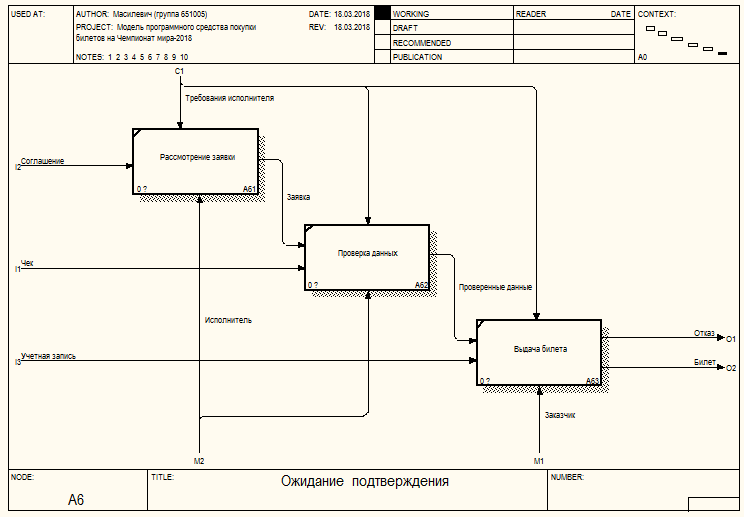 USED AT:
AUTHOR: Масилевич (группа 651005)
DATE: 18.03.2018
PROJECT: Модель программного средства покупки
билетов на Чемпионат мира-2018
REV: 18.03.2018
NOTES: 1 2 3 4 5 6 7 8 9 10
WORKING
DRAFT
RECOMMENDED
PUBLICATION
READER
DATE
CONTEXT:
A0
C1
Требования исполнителя
Рассмотрение заявки
0 ?
A61
I2
Соглашение
Заявка
Проверка данных
0 ?
A62
I1
Чек
Проверенные данные
Исполнитель
Выдача билета
0 ?
A63
I3
Учетная запись
Отказ
O1
Билет
O2
Заказчик
M2
M1
NODE:
A6
TITLE:
Ожидание подтверждения
NUMBER: